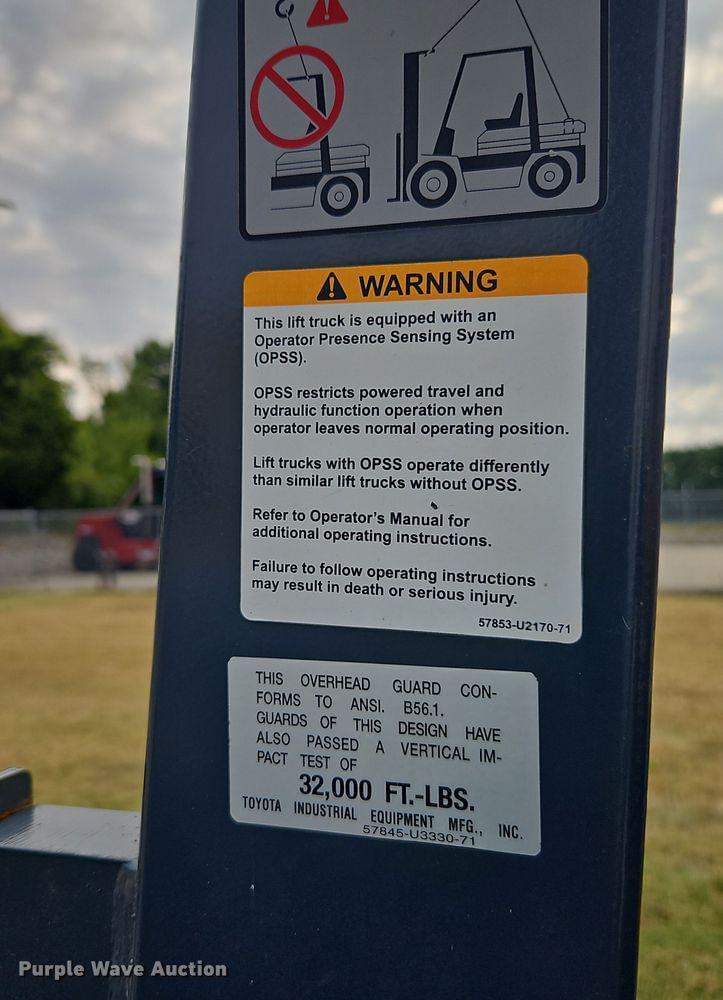 WARNING
This lift truck is equipped with an
Operator Presence Sensing System
(OPSS).
OPSS restricts powered travel and
hydraulic function operation when
operator leaves normal operating position.
Lift trucks with OPSS operate differently
than similar lift trucks without OPSS.
Refer to Operator's Manual for
additional operating instructions.
Failure to follow operating instructions
may result in death or serious injury.
57853-U2170-71
THIS OVERHEAD GUARD CON-
FORMS TO ANSI. B56.1.
GUARDS OF THIS DESIGN HAVE
ALSO PASSED A VERTICAL IM-
PACT TEST OF
32,000 FT.-LBS.
TOYOTA INDUSTRIAL EQUIPMENT MFG., INC.
57845-U3330-71
Purple Wave Auction